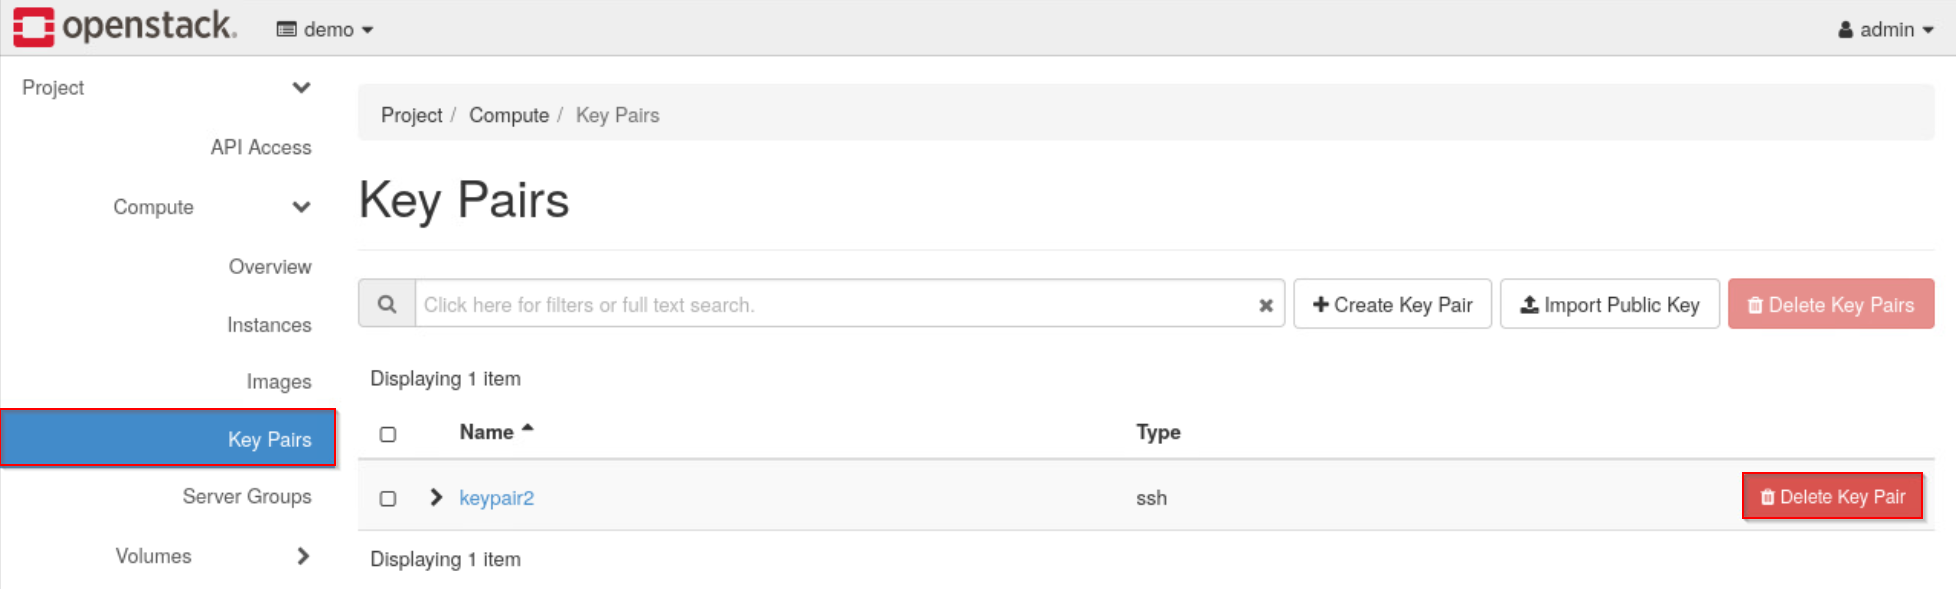 openstack. demo admin
Project
API Access
Compute
Overview
Instances
Images
Key Pairs
Server Groups
Volumes
Project / Compute / Key Pairs
Key Pairs
Click here for filters or full text search. Create Key Pair Import Public Key Delete Key Pairs
Displaying 1 item
Name Type
keypair2 ssh Delete Key Pair
Displaying 1 item